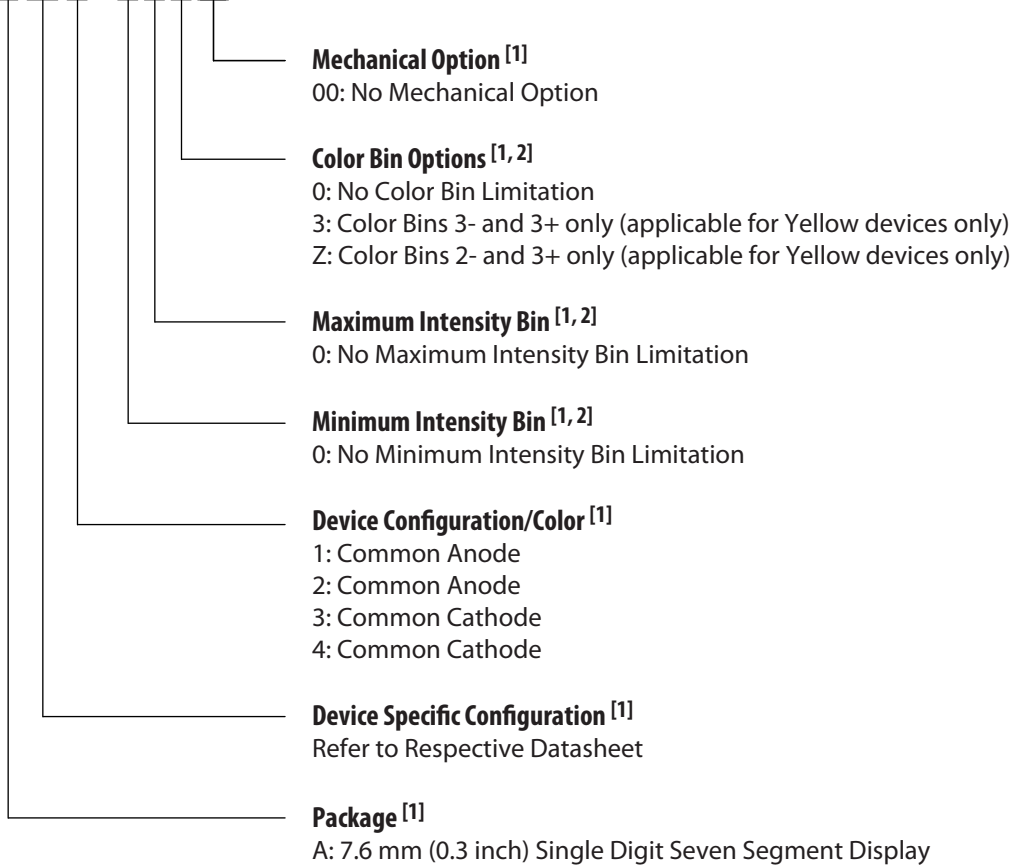 Mechanical Option [1]
00: No Mechanical Option
Color Bin Options [1, 2]
0: No Color Bin Limitation
3: Color Bins 3- and 3+ only (applicable for Yellow devices only)
Z: Color Bins 2- and 3+ only (applicable for Yellow devices only)
Maximum Intensity Bin [1, 2]
0: No Maximum Intensity Bin Limitation
Minimum Intensity Bin [1, 2]
0: No Minimum Intensity Bin Limitation
Device Configuration/Color [1]
1: Common Anode
2: Common Anode
3: Common Cathode
4: Common Cathode
Device Specific Configuration [1]
Refer to Respective Datasheet
Package [1]
A: 7.6 mm (0.3 inch) Single Digit Seven Segment Display